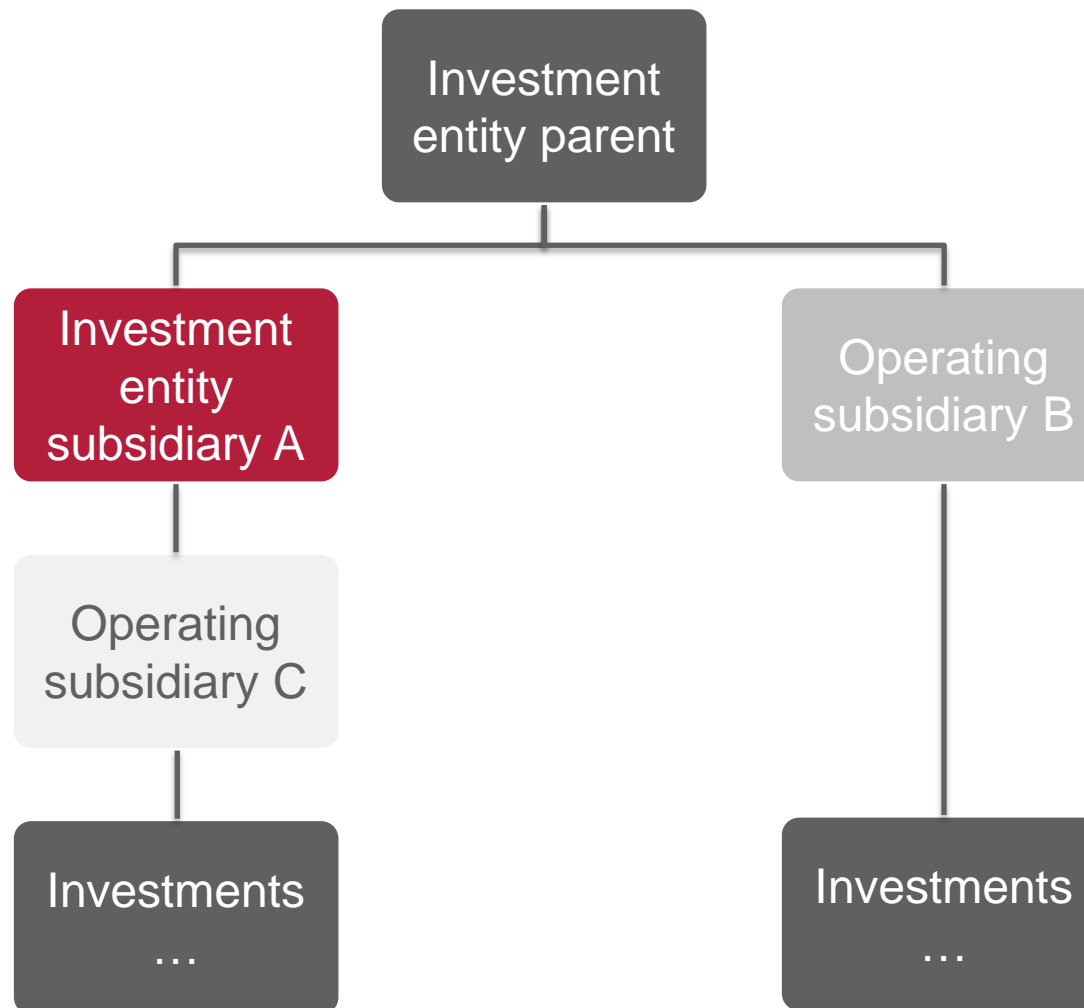 Investment
entity parent
Investment
entity
subsidiary A
Operating
subsidiary B
Operating
subsidiary C
Investments
…
Investments
…